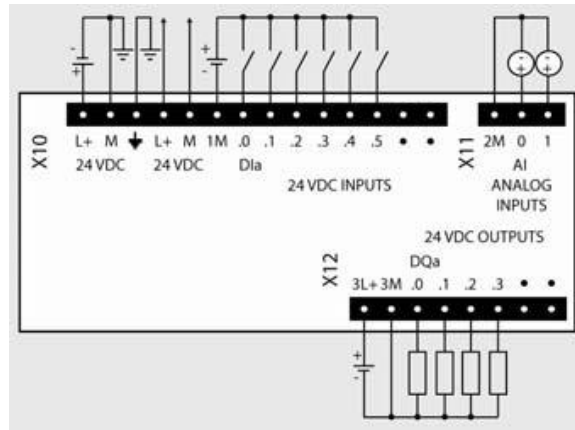 X10
L+ M L+ M 1M .0 .1 .2 .3 .4 .5 • •
24 VDC 24 VDC DIa
24 VDC INPUTS
X11
2M 0 1
AI
ANALOG
INPUTS
24 VDC OUTPUTS
X12
DQa
3L+ 3M .0 .1 .2 .3 • •